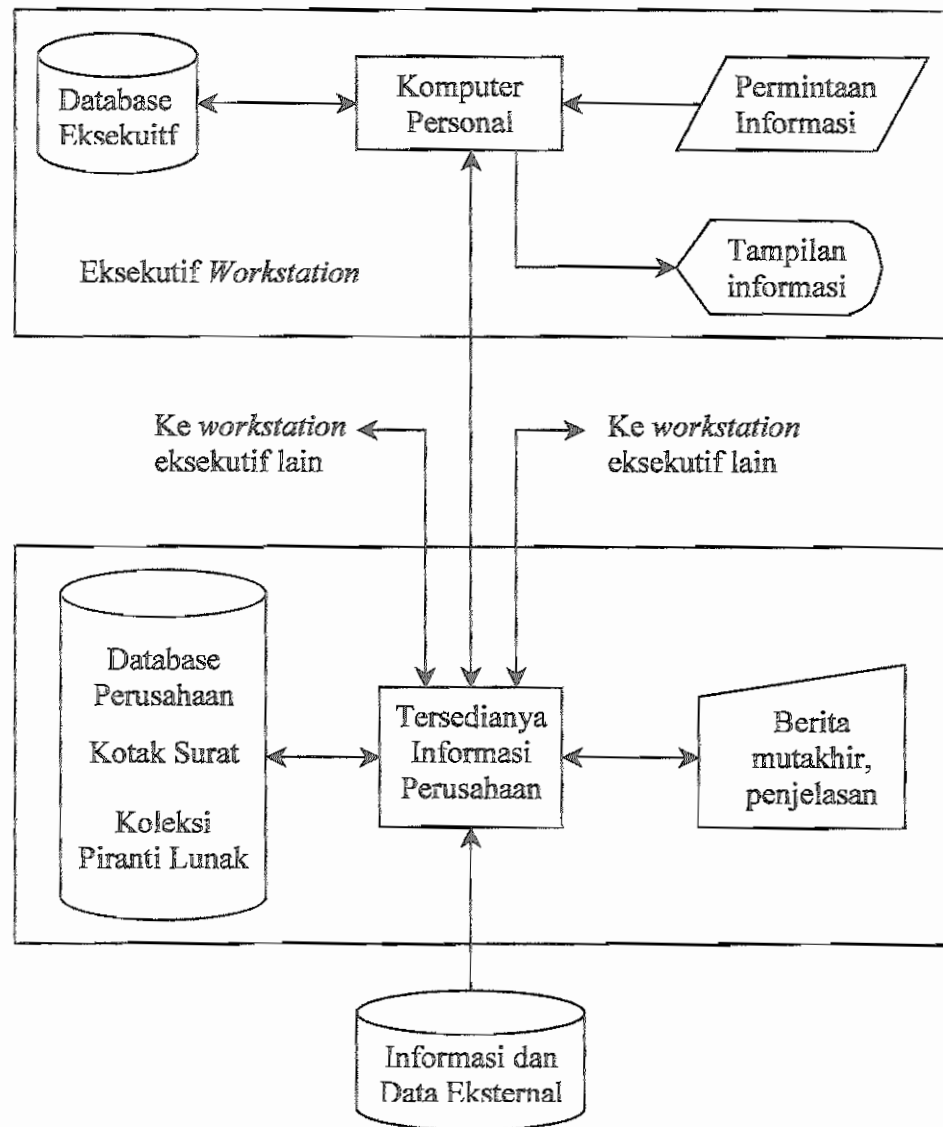 Database
Eksekuitf
Komputer
Personal
Permintaan
Informasi
Eksekutif Workstation
Tampilan
informasi
Ke workstation
eksekutif lain
Ke workstation
eksekutif lain
Database
Perusahaan
Kotak Surat
Koleksi
Piranti Lunak
Tersedianya
Informasi
Perusahaan
Berita
mutakhir,
penjelasan
Informasi dan
Data Eksternal